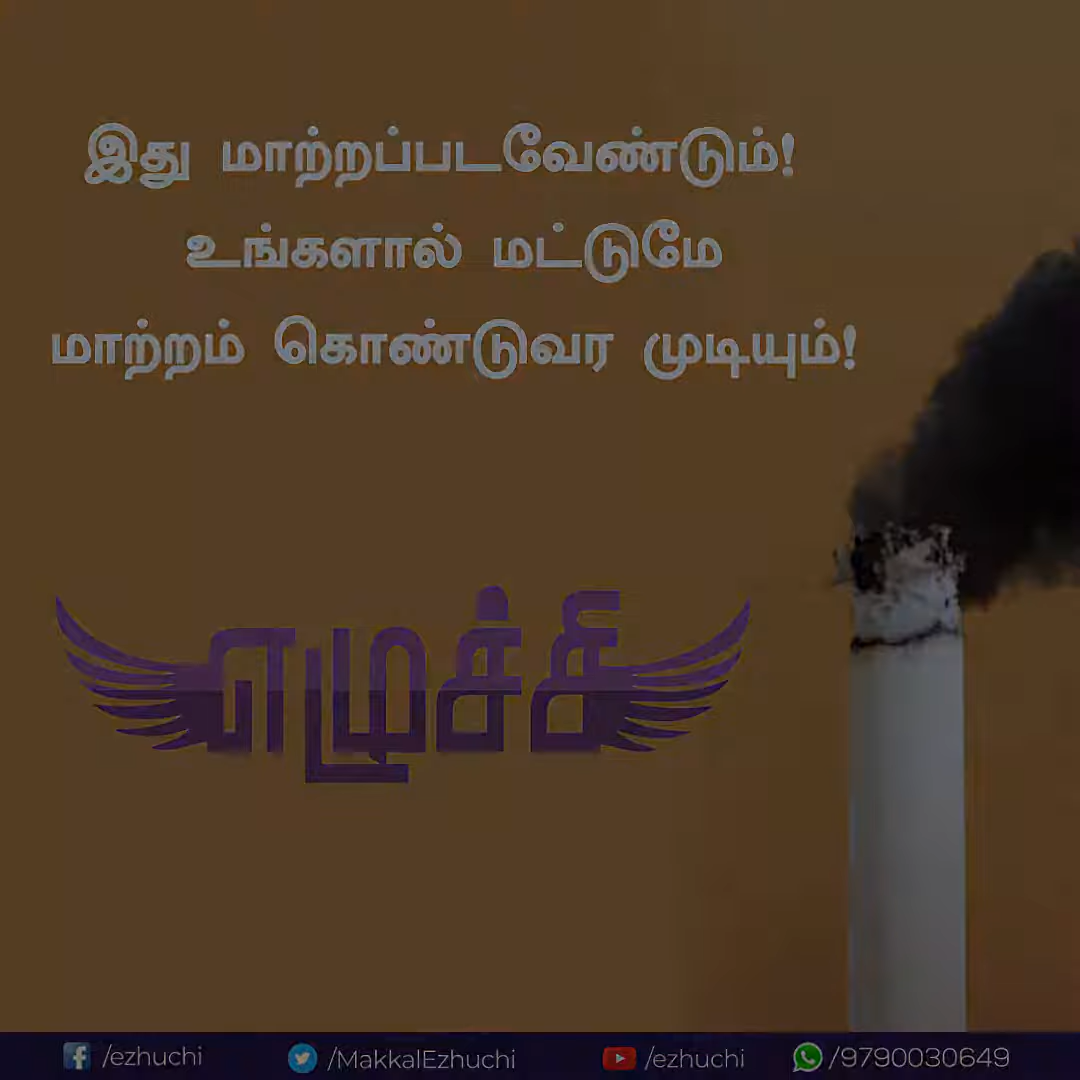 இது மாற்றப்படவேண்டும்!
உங்களால் மட்டுமே
மாற்றம் கொண்டுவர முடியும்!
எழுச்சி
/ezhuchi /MakkalEzhuchi /ezhuchi /9790030649